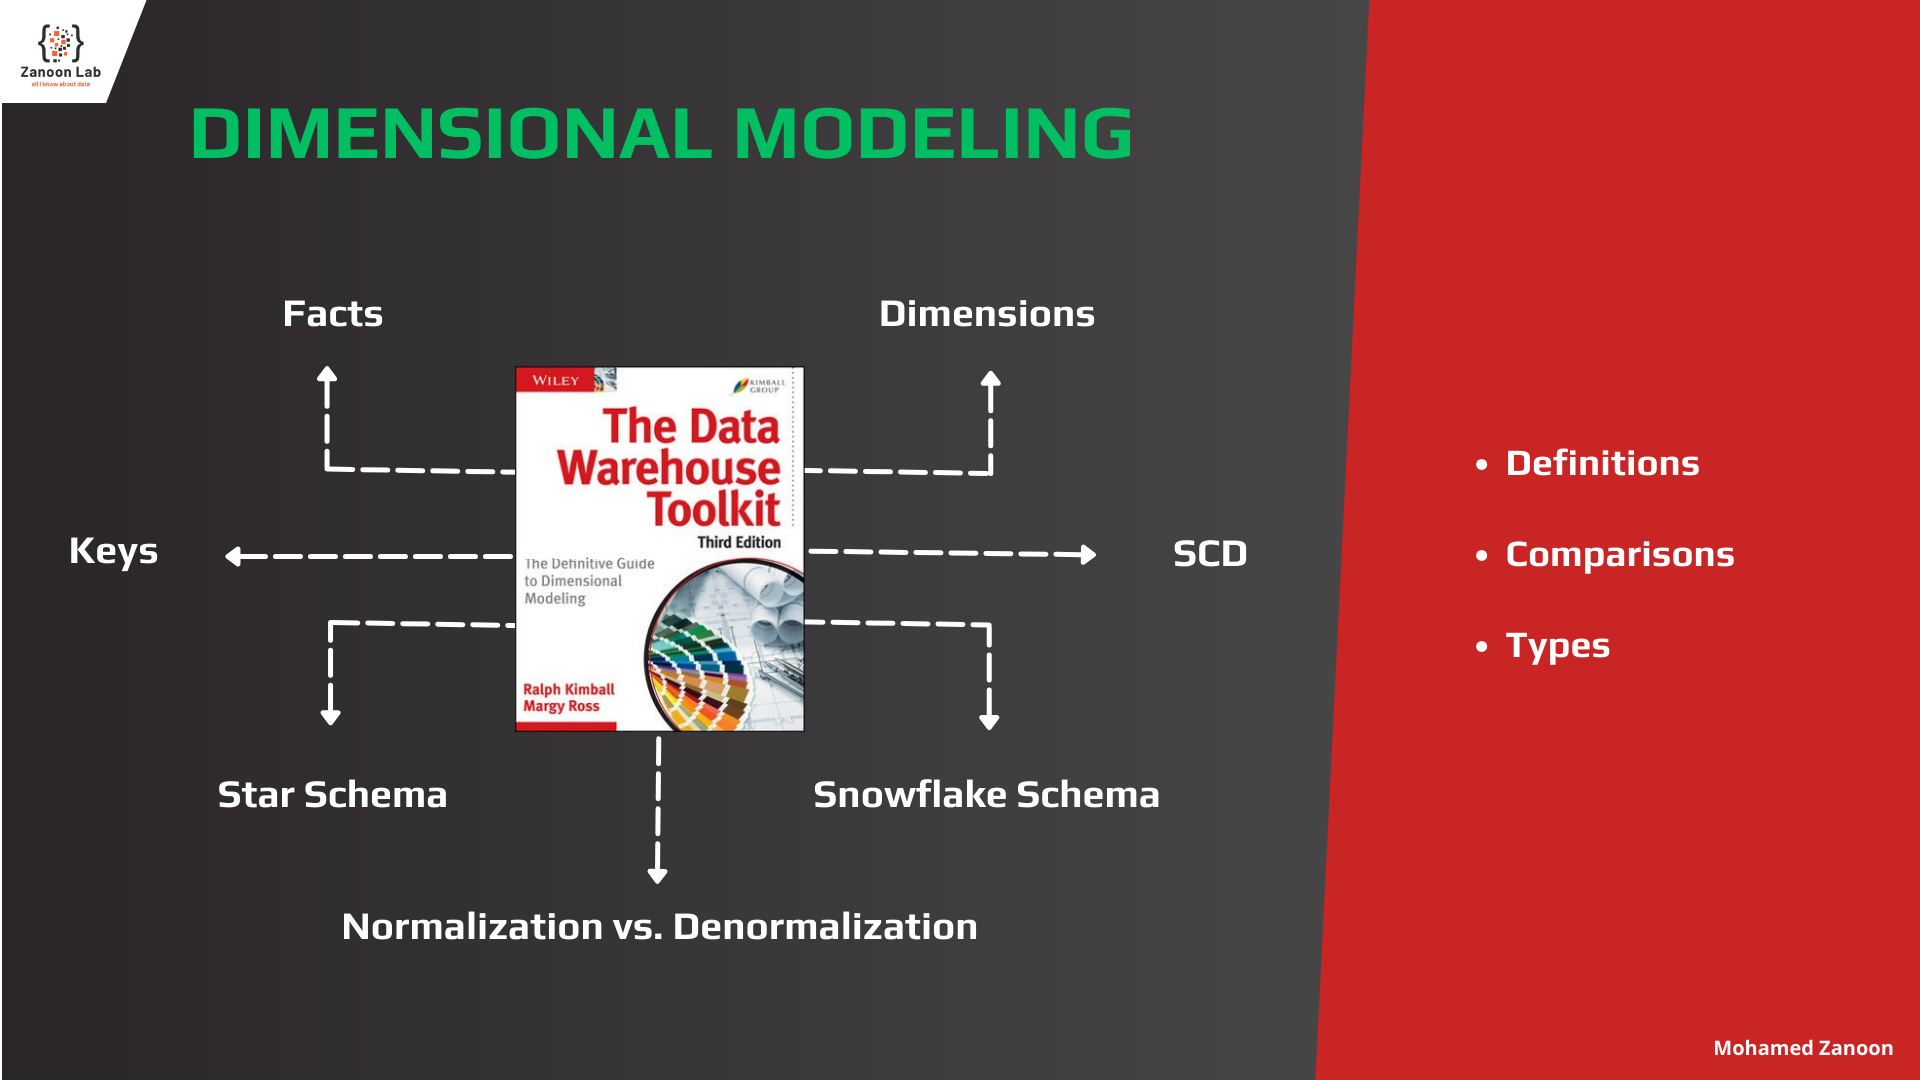 Zanoon Lab
all I know about data
DIMENSIONAL MODELING
Facts
Dimensions
WILEY
KIMBALL
GROUP
The Data
Warehouse
Toolkit
Third Edition
The Definitive Guide
to Dimensional
Modeling
Ralph Kimball
Margy Ross
Keys
SCD
Star Schema
Snowflake Schema
Normalization vs. Denormalization
• Definitions
• Comparisons
• Types
Mohamed Zanoon